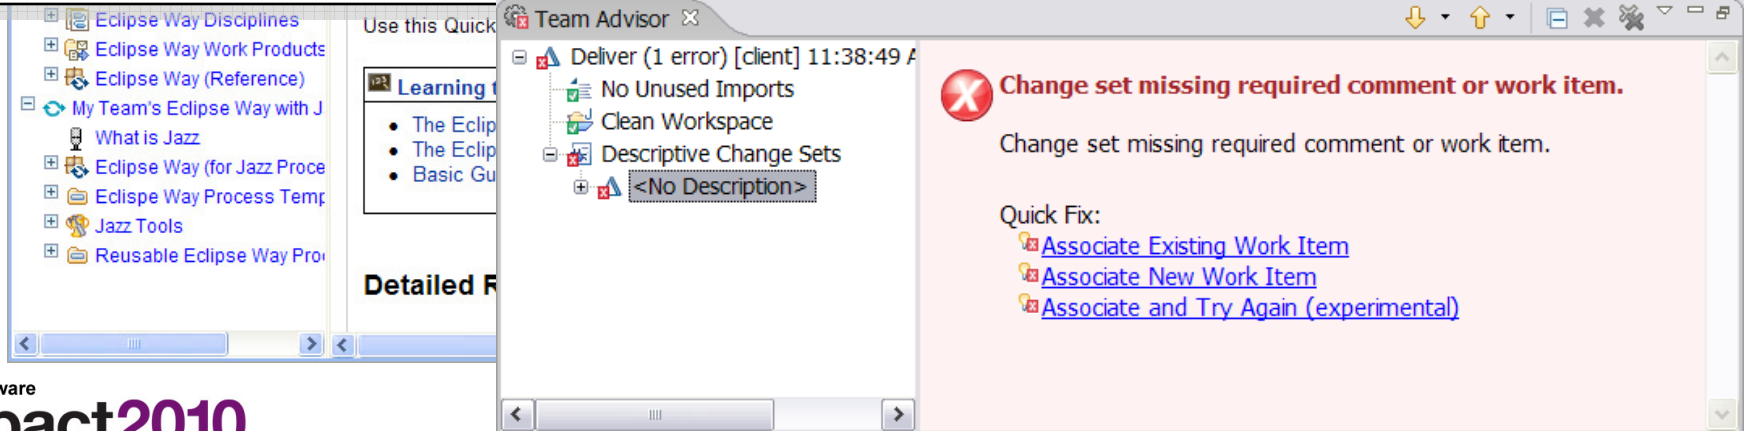 Eclipse Way Disciplines
Eclipse Way Work Products
Eclipse Way (Reference)
My Team's Eclipse Way with J
What is Jazz
Eclipse Way (for Jazz Proce
Eclispe Way Process Temp
Jazz Tools
Reusable Eclipse Way Pro
Use this Quick
Learning t
The Eclip
The Eclip
Basic Gu
Detailed R
ware
pact2010
Team Advisor
Deliver (1 error) [client] 11:38:49 A
No Unused Imports
Clean Workspace
Descriptive Change Sets
<No Description>
Change set missing required comment or work item.
Change set missing required comment or work item.
Quick Fix:
Associate Existing Work Item
Associate New Work Item
Associate and Try Again (experimental)